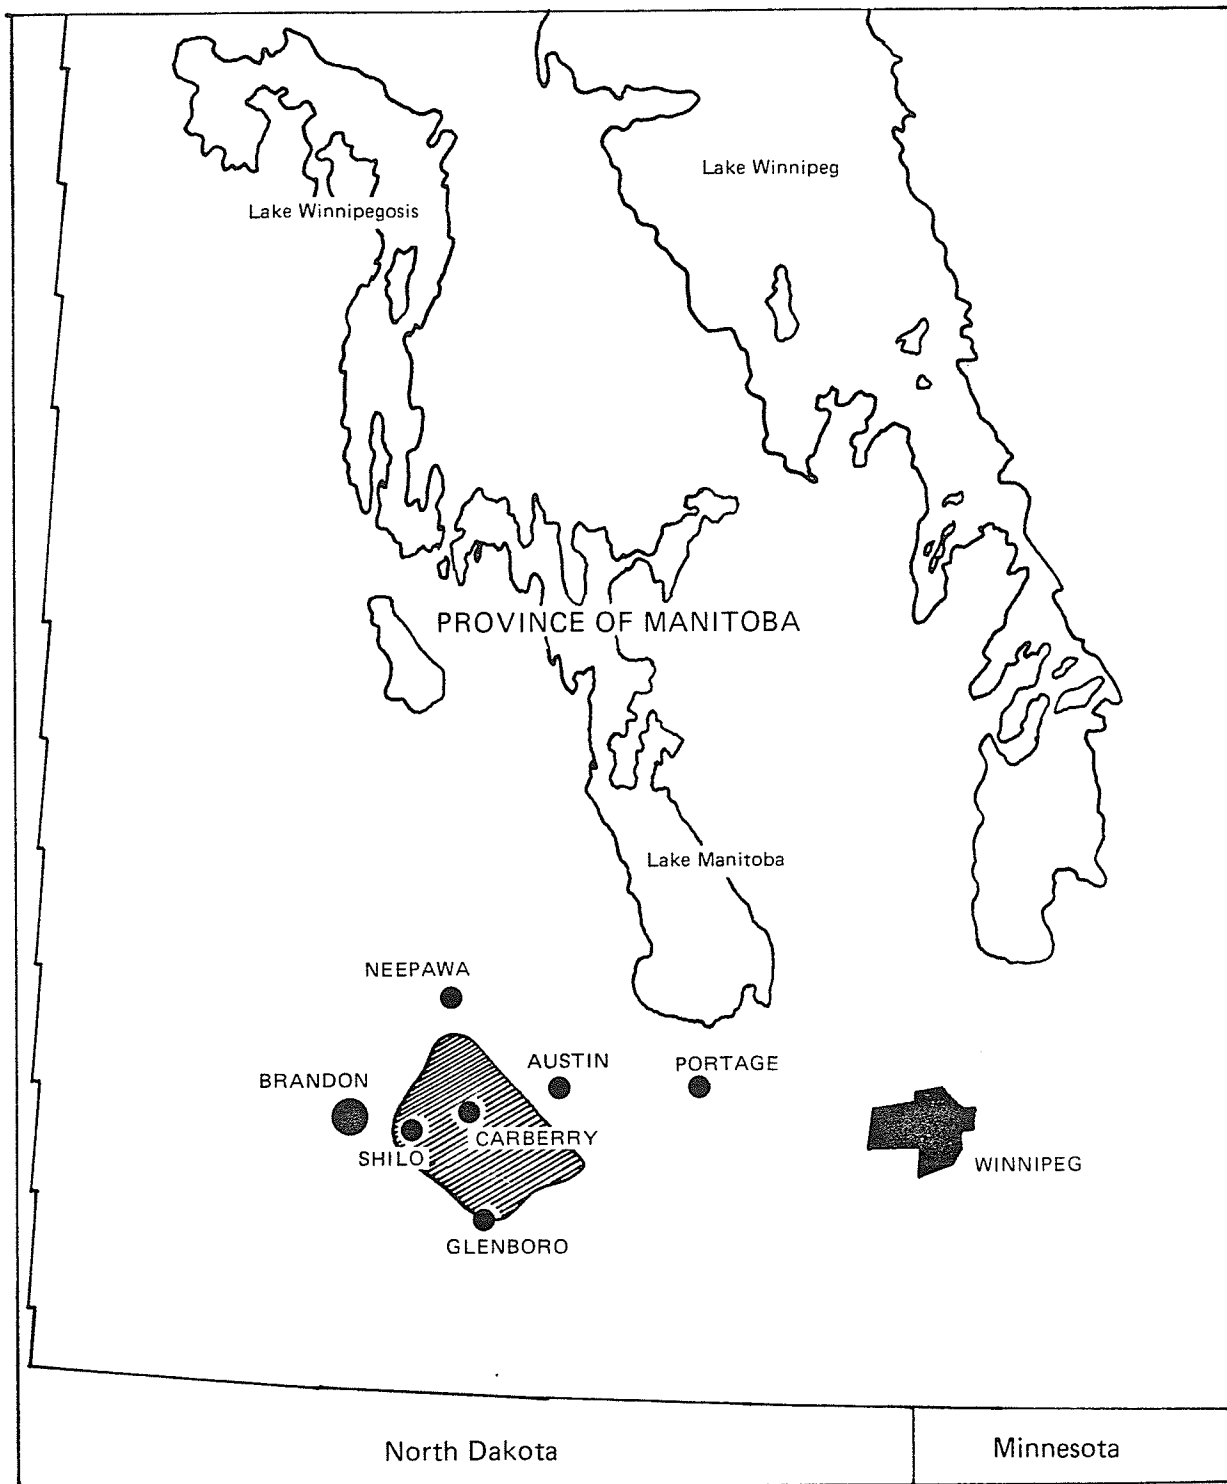 Lake Winnipeg
Lake Winnipegosis
PROVINCE OF MANITOBA
Lake Manitoba
NEEPAWA
AUSTIN
PORTAGE
BRANDON
CARBERRY
SHILO
WINNIPEG
GLENBORO
North Dakota
Minnesota